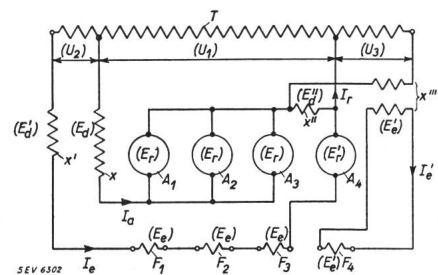 T
(U2) (U1) (U3)
(E''d) Ir x'''
(E'd) (Ed) x'' (E'e)
(Er) (Er) (Er) (E'r)
x' x A1 A2 A3 A4 I'e
Ia
(Ee) (Ee) (Ee)
Ie F1 F2 F3 (E'e) F4
SEV 6302